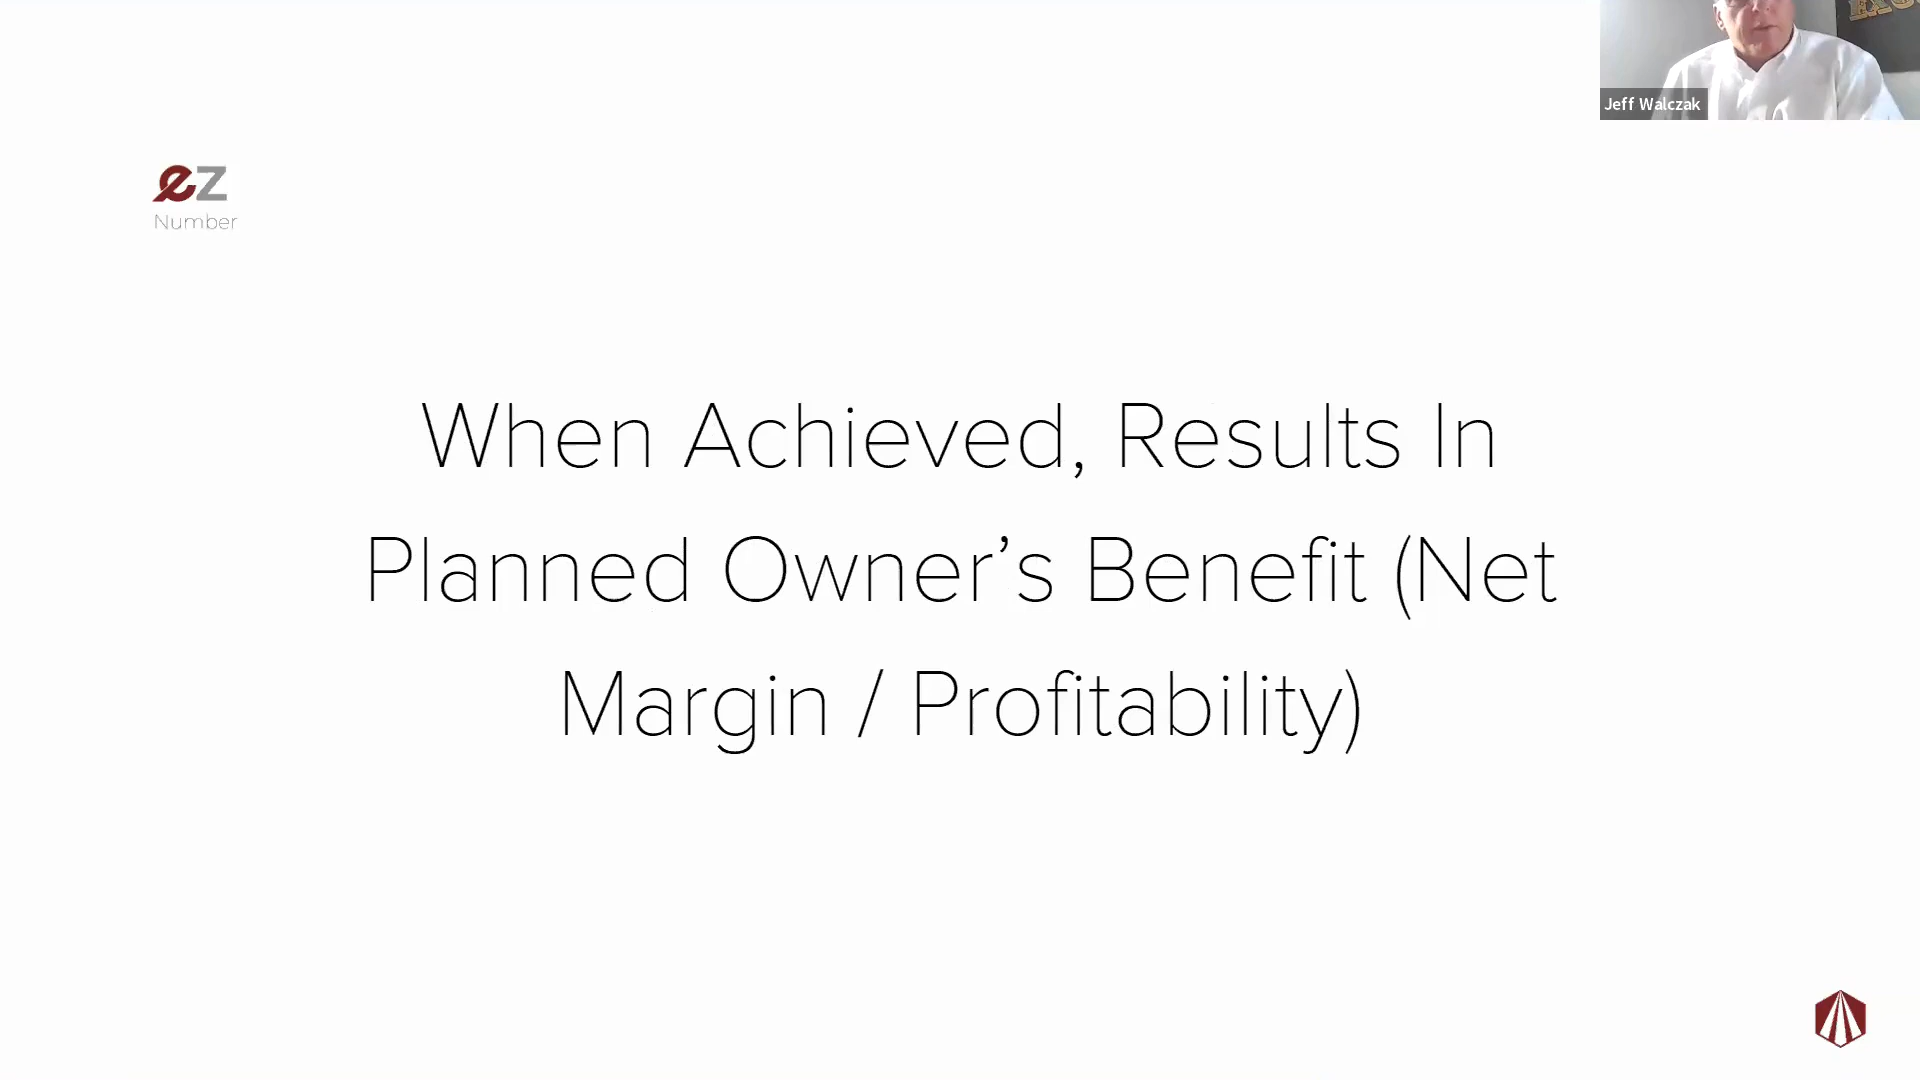 Jeff Walczak
ez
Number
When Achieved, Results In
Planned Owner’s Benefit (Net
Margin / Profitability)